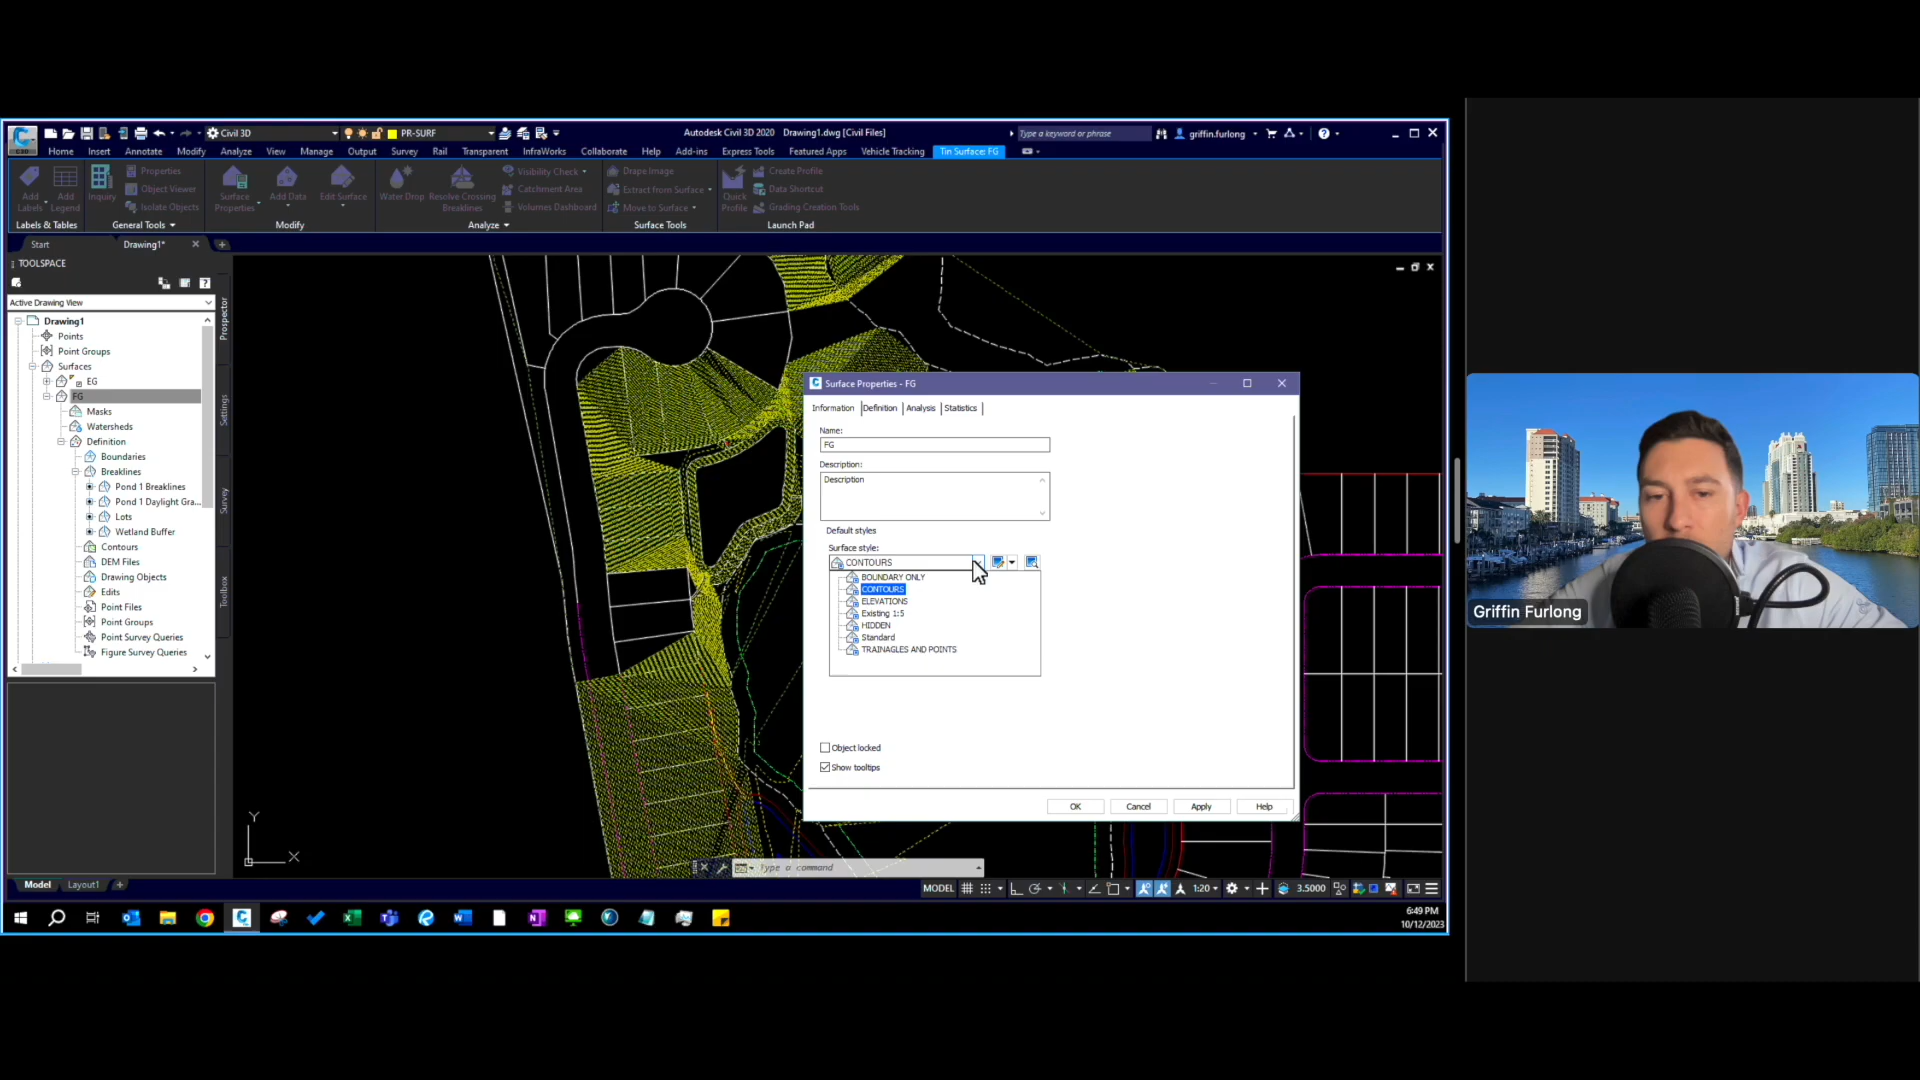 Civil 3D
PR-SURF
Autodesk Civil 3D 2020 Drawing1.dwg [Civil Files]
Type a keyword or phrase
griffin.furlong
C3D
Home Insert Annotate Modify Analyze View Manage Output Survey Rail Transparent InfraWorks Collaborate Help Add-ins Express Tools Featured Apps Vehicle Tracking Tin Surface: FG
Add Labels
Add Legend
Inquiry
Properties
Object Viewer
Isolate Objects
Surface Properties
Add Data
Edit Surface
Water Drop
Resolve Crossing Breaklines
Visibility Check
Catchment Area
Volumes Dashboard
Drape Image
Extract from Surface
Move to Surface
Quick Profile
Create Profile
Data Shortcut
Grading Creation Tools
Labels & Tables General Tools Modify Analyze Surface Tools Launch Pad
Start Drawing1*
TOOLSPACE
Active Drawing View
Drawing1
Points
Point Groups
Surfaces
EG
FG
Masks
Watersheds
Definition
Boundaries
Breaklines
Pond 1 Breaklines
Pond 1 Daylight Gra...
Lots
Wetland Buffer
Contours
DEM Files
Drawing Objects
Edits
Point Files
Point Groups
Point Survey Queries
Figure Survey Queries
Prospector
Settings
Survey
Toolbox
Surface Properties - FG
Information Definition Analysis Statistics
Name:
FG
Description:
Description
Default styles
Surface style:
CONTOURS
BOUNDARY ONLY
CONTOURS
ELEVATIONS
Existing 1:5
HIDDEN
Standard
TRAINAGLES AND POINTS
Object locked
Show tooltips
OK Cancel Apply Help
Y
X
Type a command
Model Layout1
MODEL 1:20 3.5000
6:49 PM
10/12/2023
Griffin Furlong